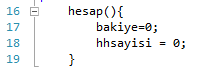 16 hesap(){
17 bakiye=0;
18 hhsayisi = 0;
19 }